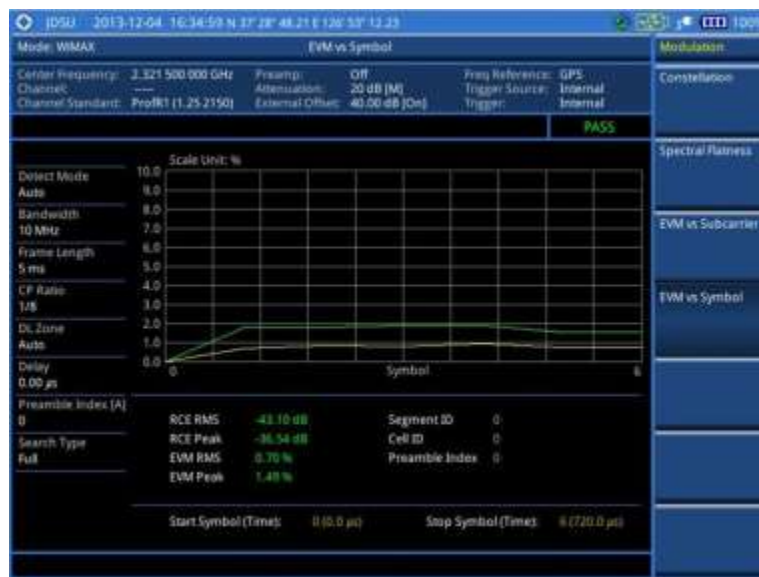 JDSU 2013-12-04 16:34:59 N 37° 28' 48.21 E 126° 53' 12.23 100%
Mode: WiMAX EVM vs Symbol Modulation
Center Frequency: 2.321 500 000 GHz Preamp: Off Freq Reference: GPS
Channel: ---- Attenuation: 20 dB [M] Trigger Source: Internal
Channel Standard: ProfR1 (1.25 2150) External Offset: 40.00 dB [On] Trigger: Internal
PASS
Constellation
Spectral Flatness
EVM vs Subcarrier
EVM vs Symbol
Detect Mode
Auto
Bandwidth
10 MHz
Frame Length
5 ms
CP Ratio
1/8
DL Zone
Auto
Delay
0.00 µs
Preamble Index [A]
0
Search Type
Full
Scale Unit: %
10.0
9.0
8.0
7.0
6.0
5.0
4.0
3.0
2.0
1.0
0.0
0 Symbol 6
RCE RMS -43.10 dB Segment ID 0
RCE Peak -36.54 dB Cell ID 0
EVM RMS 0.70 % Preamble Index 0
EVM Peak 1.49 %
Start Symbol (Time): 0 (0.0 µs) Stop Symbol (Time): 6 (720.0 µs)